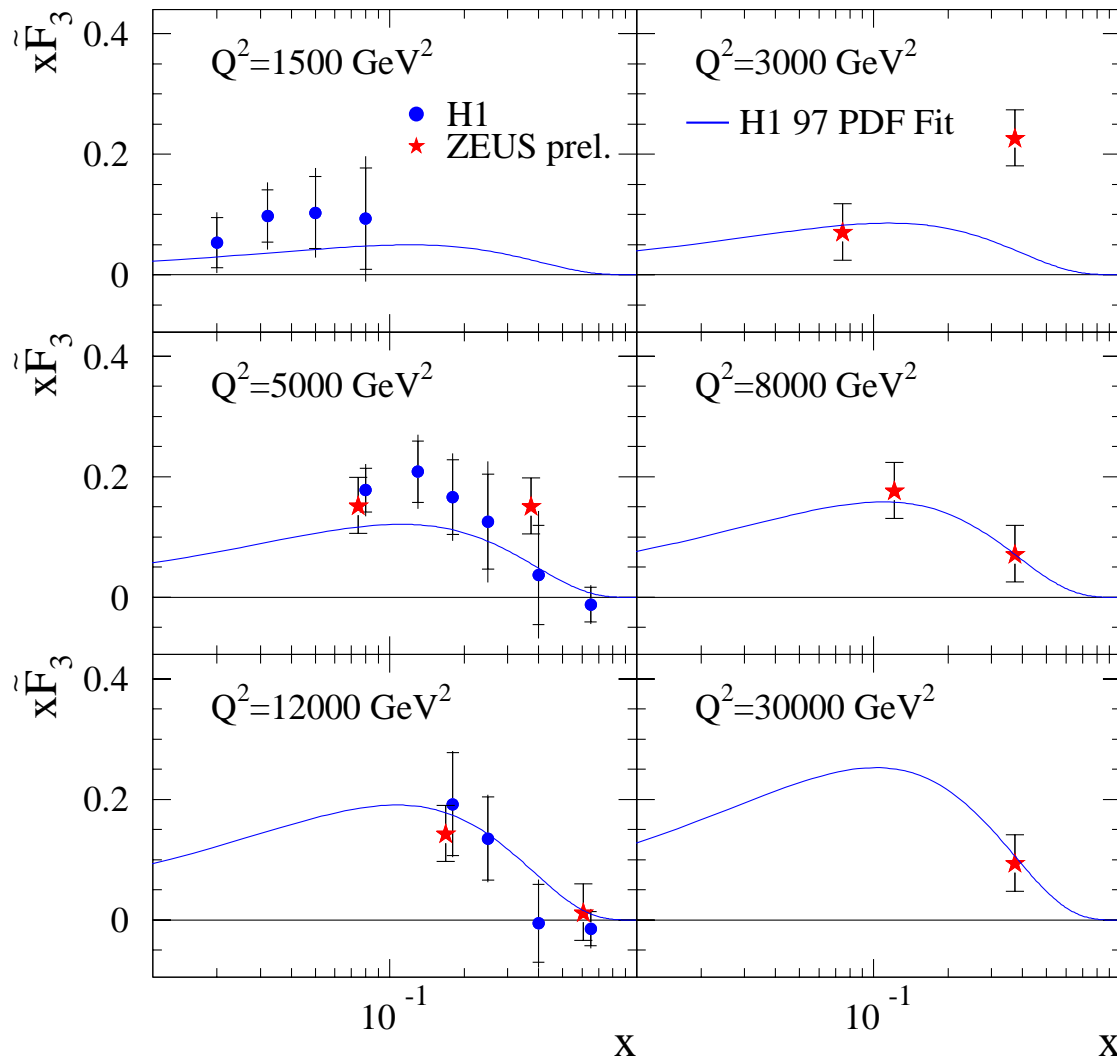 xF̃₃
0.4
0.2
0
Q²=1500 GeV²
H1
ZEUS prel.
Q²=3000 GeV²
H1 97 PDF Fit
xF̃₃
0.4
0.2
0
Q²=5000 GeV²
Q²=8000 GeV²
xF̃₃
0.4
0.2
0
Q²=12000 GeV²
Q²=30000 GeV²
10⁻¹
10⁻¹
x
x